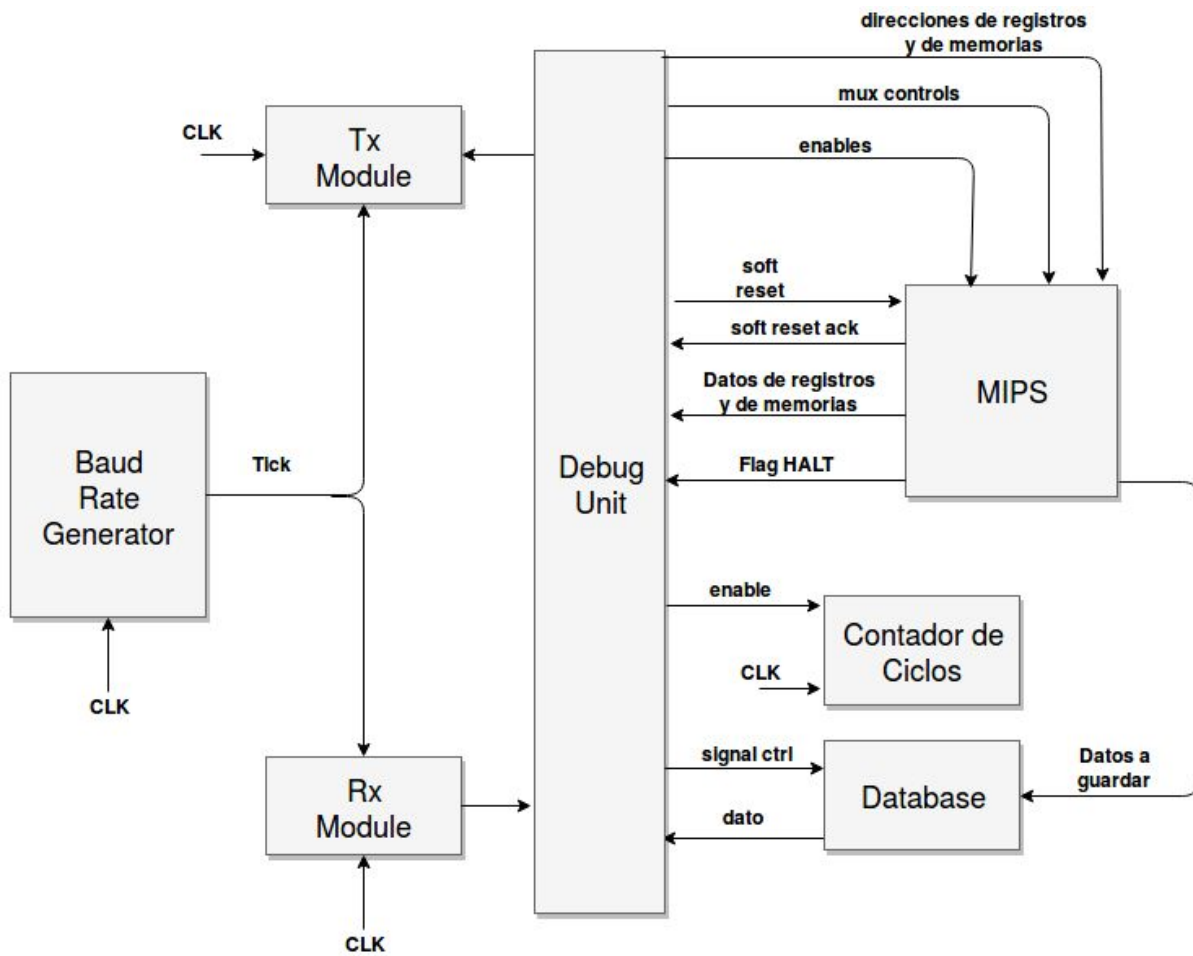 direcciones de registros
y de memorias
mux controls
enables
CLK
Tx
Module
soft
reset
soft reset ack
Datos de registros
y de memorias
Flag HALT
MIPS
Baud
Rate
Generator
Tick
Debug
Unit
CLK
enable
CLK
Contador de
Ciclos
signal ctrl
dato
Database
Datos a
guardar
Rx
Module
CLK